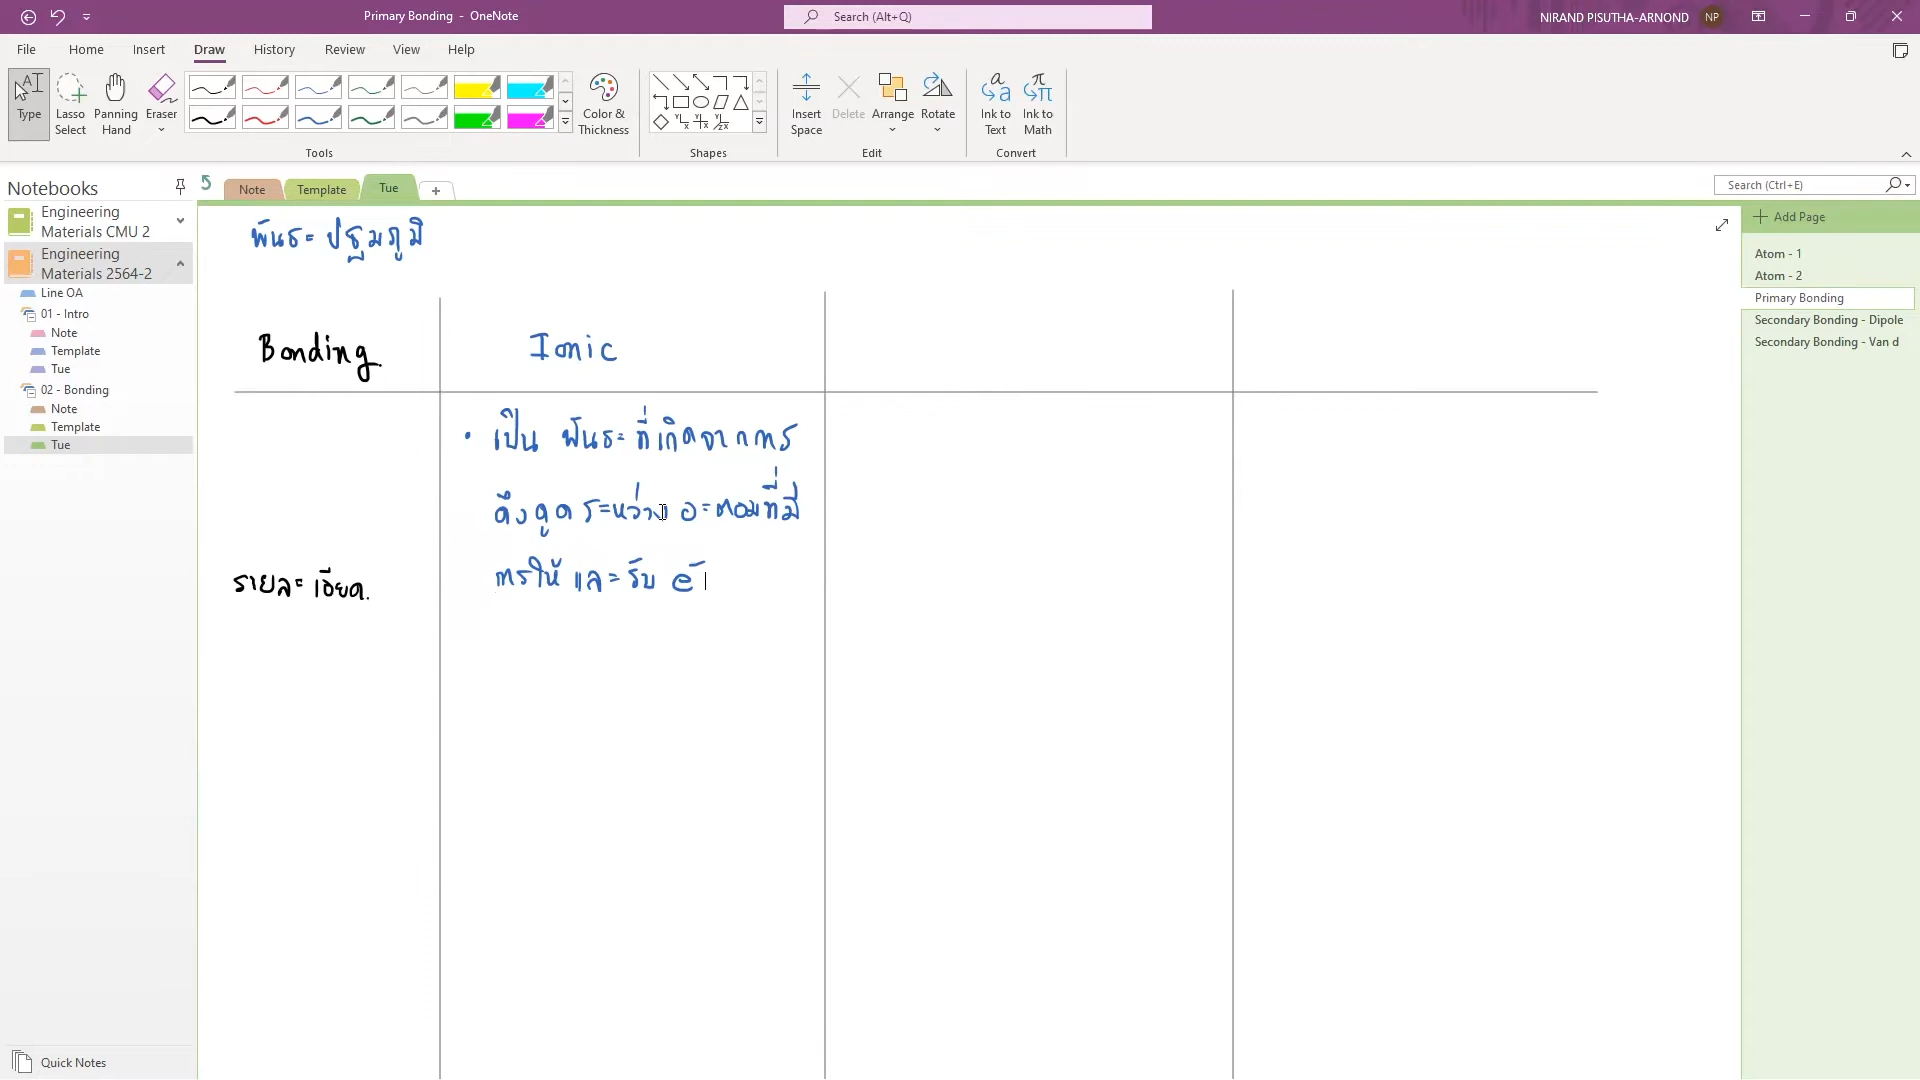 Primary Bonding - OneNote
Search (Alt+Q)
NIRAND PISUTHA-ARNOND
NP
File
Home
Insert
Draw
History
Review
View
Help
Type
Lasso Select
Panning Hand
Eraser
Color & Thickness
Insert Space
Delete
Arrange
Rotate
Ink to Text
Ink to Math
Tools
Shapes
Edit
Convert
Notebooks
Note
Template
Tue
Search (Ctrl+E)
Engineering Materials CMU 2
Engineering Materials 2564-2
Line OA
01 - Intro
Note
Template
Tue
02 - Bonding
Note
Template
Tue
Quick Notes
พันธะ ปฐมภูมิ
Bonding
Ionic
• เป็น พันธะ ที่เกิดจากการ
ดึงดูด ระหว่าง อะตอมที่มี
การให้ และ รับ e⁻
รายละเอียด
Add Page
Atom - 1
Atom - 2
Primary Bonding
Secondary Bonding - Dipole
Secondary Bonding - Van d